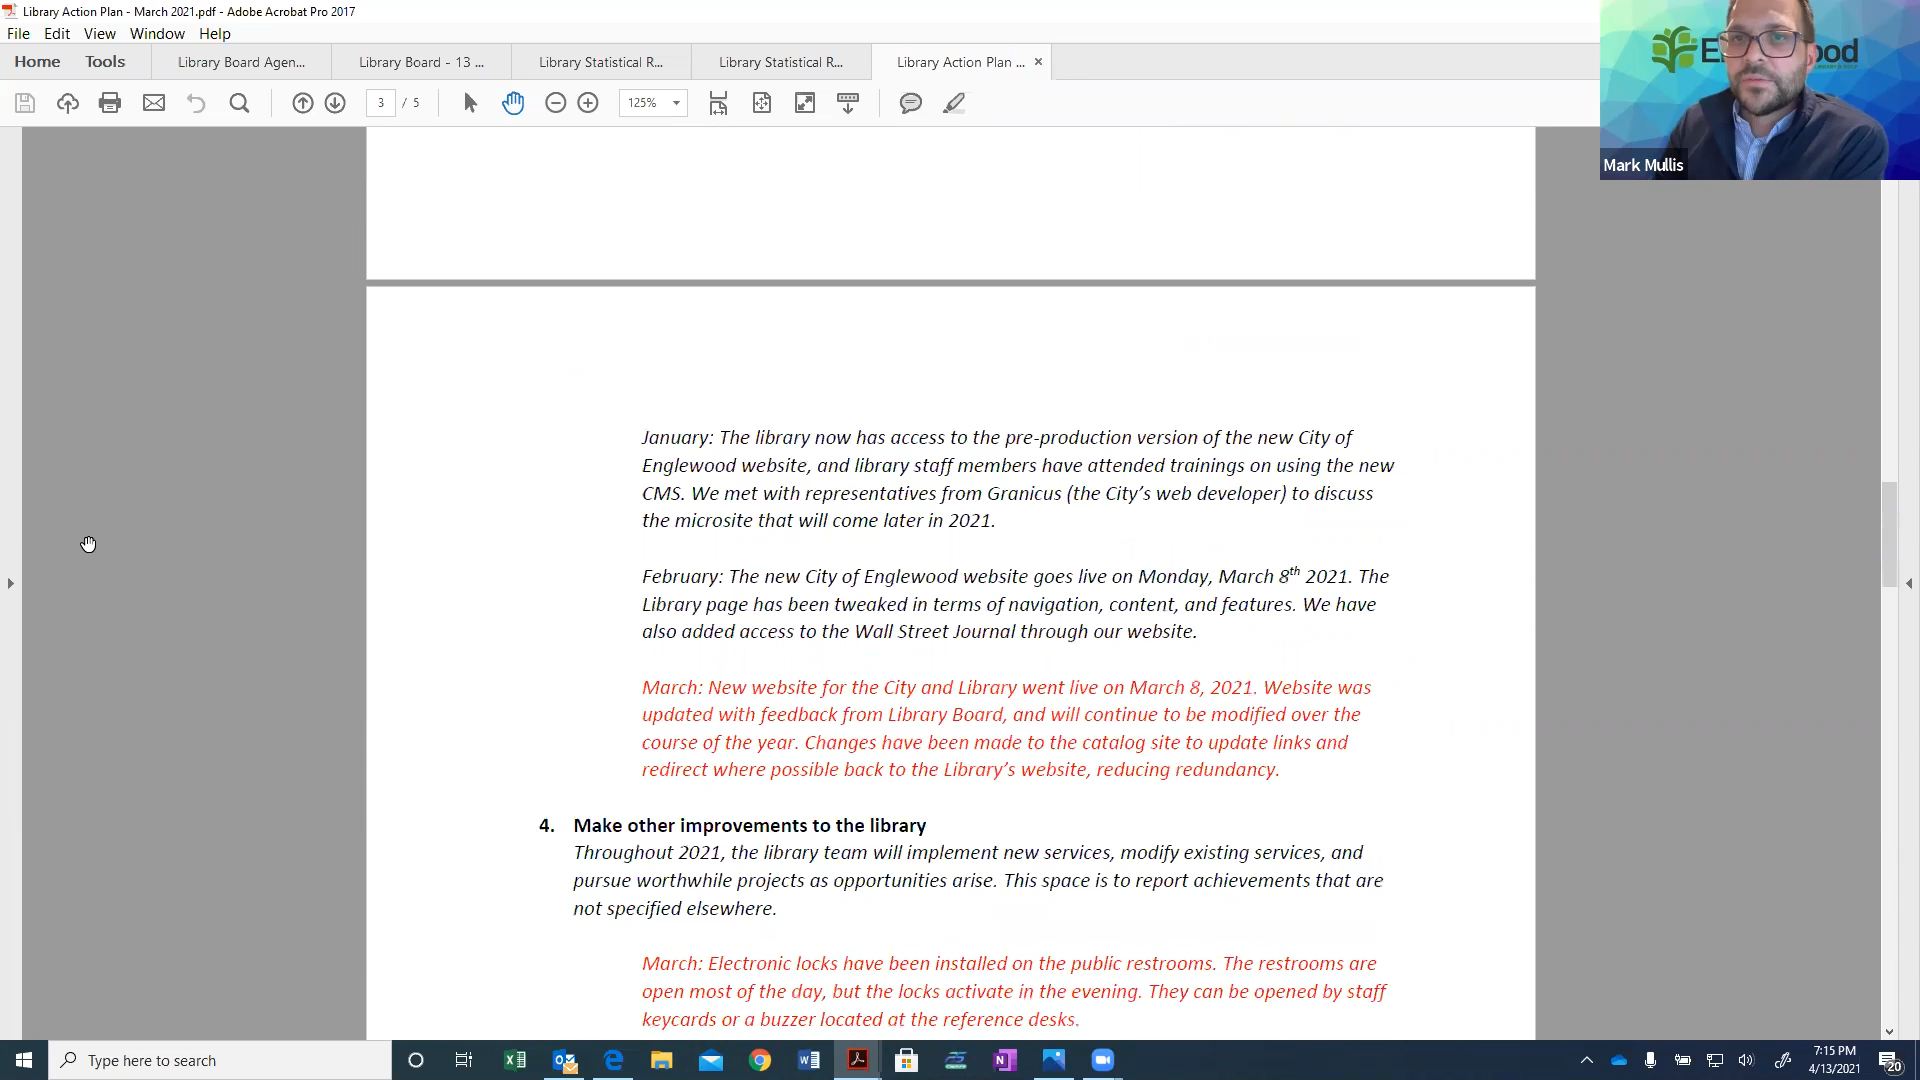 Library Action Plan - March 2021.pdf - Adobe Acrobat Pro 2017
File Edit View Window Help
Home Tools Library Board Agen... Library Board - 13 ... Library Statistical R... Library Statistical R... Library Action Plan ... ×
3 / 5 125%
Mark Mullis
January: The library now has access to the pre-production version of the new City of
Englewood website, and library staff members have attended trainings on using the new
CMS. We met with representatives from Granicus (the City’s web developer) to discuss
the microsite that will come later in 2021.
February: The new City of Englewood website goes live on Monday, March 8th 2021. The
Library page has been tweaked in terms of navigation, content, and features. We have
also added access to the Wall Street Journal through our website.
March: New website for the City and Library went live on March 8, 2021. Website was
updated with feedback from Library Board, and will continue to be modified over the
course of the year. Changes have been made to the catalog site to update links and
redirect where possible back to the Library’s website, reducing redundancy.
4. Make other improvements to the library
Throughout 2021, the library team will implement new services, modify existing services, and
pursue worthwhile projects as opportunities arise. This space is to report achievements that are
not specified elsewhere.
March: Electronic locks have been installed on the public restrooms. The restrooms are
open most of the day, but the locks activate in the evening. They can be opened by staff
keycards or a buzzer located at the reference desks.
Type here to search
7:15 PM
4/13/2021
20